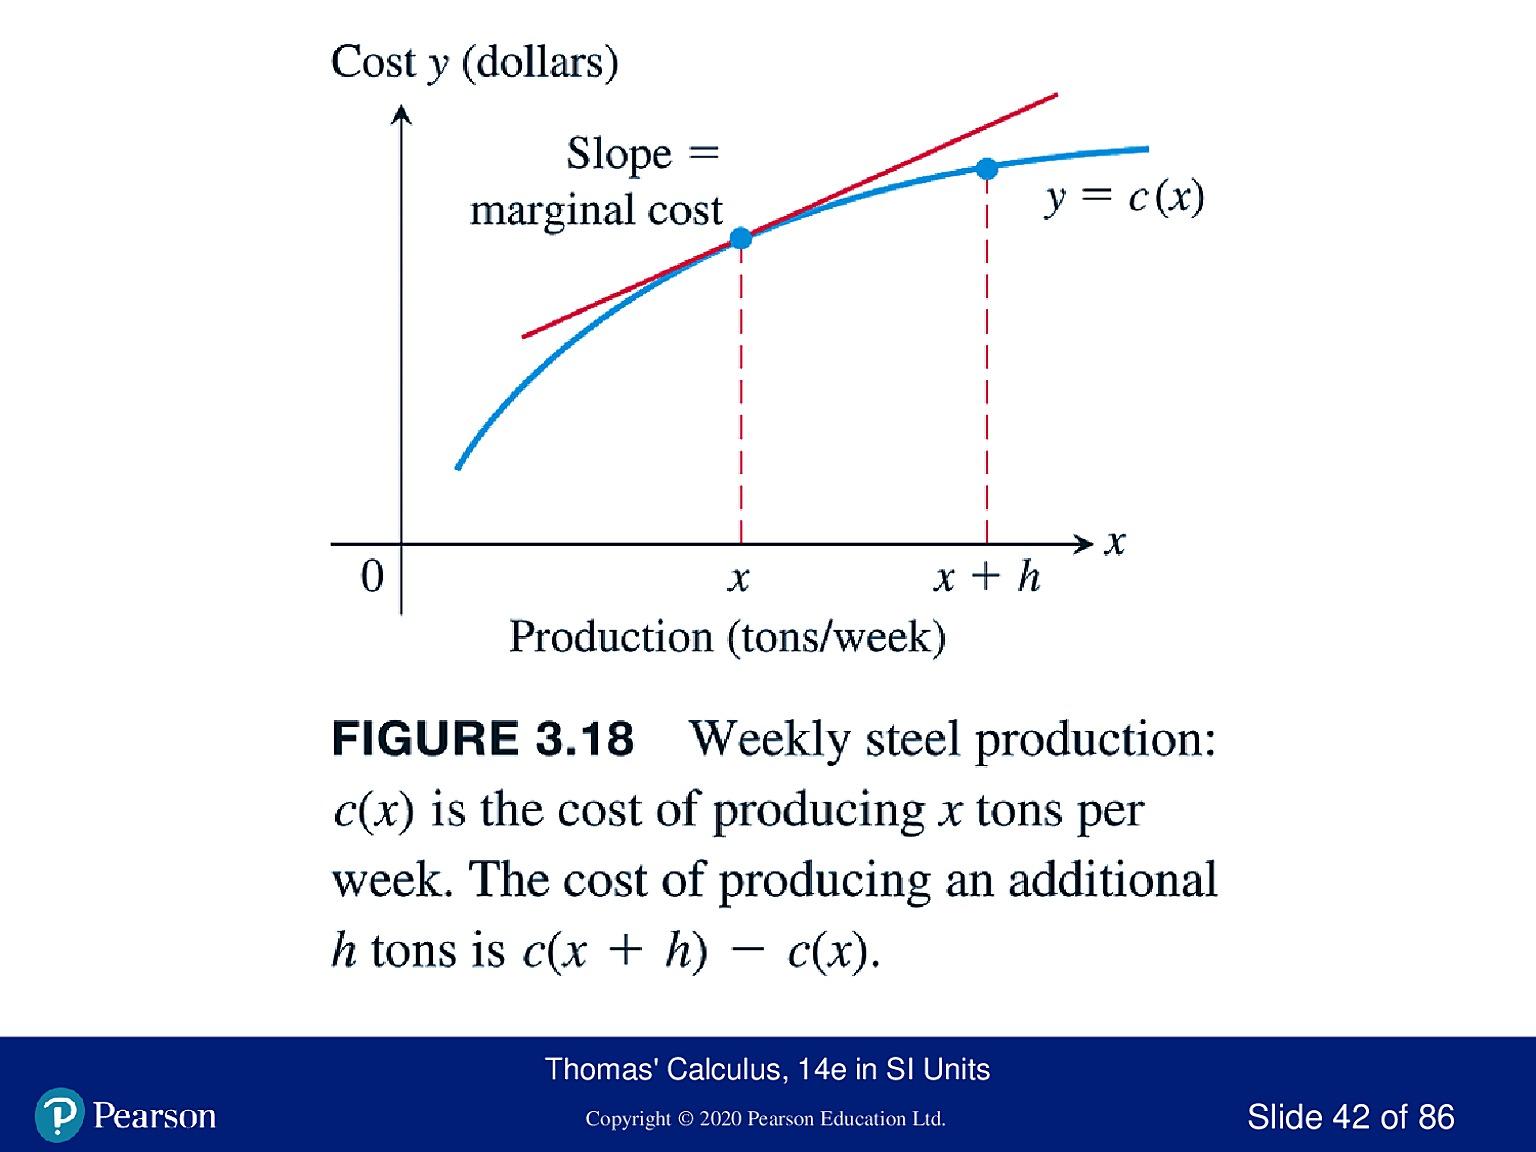 Cost y (dollars)
Slope =
marginal cost
y = c(x)
x
0
x
x + h
Production (tons/week)
FIGURE 3.18 Weekly steel production:
c(x) is the cost of producing x tons per
week. The cost of producing an additional
h tons is c(x + h) − c(x).
Thomas' Calculus, 14e in SI Units
Pearson
Copyright © 2020 Pearson Education Ltd.
Slide 42 of 86